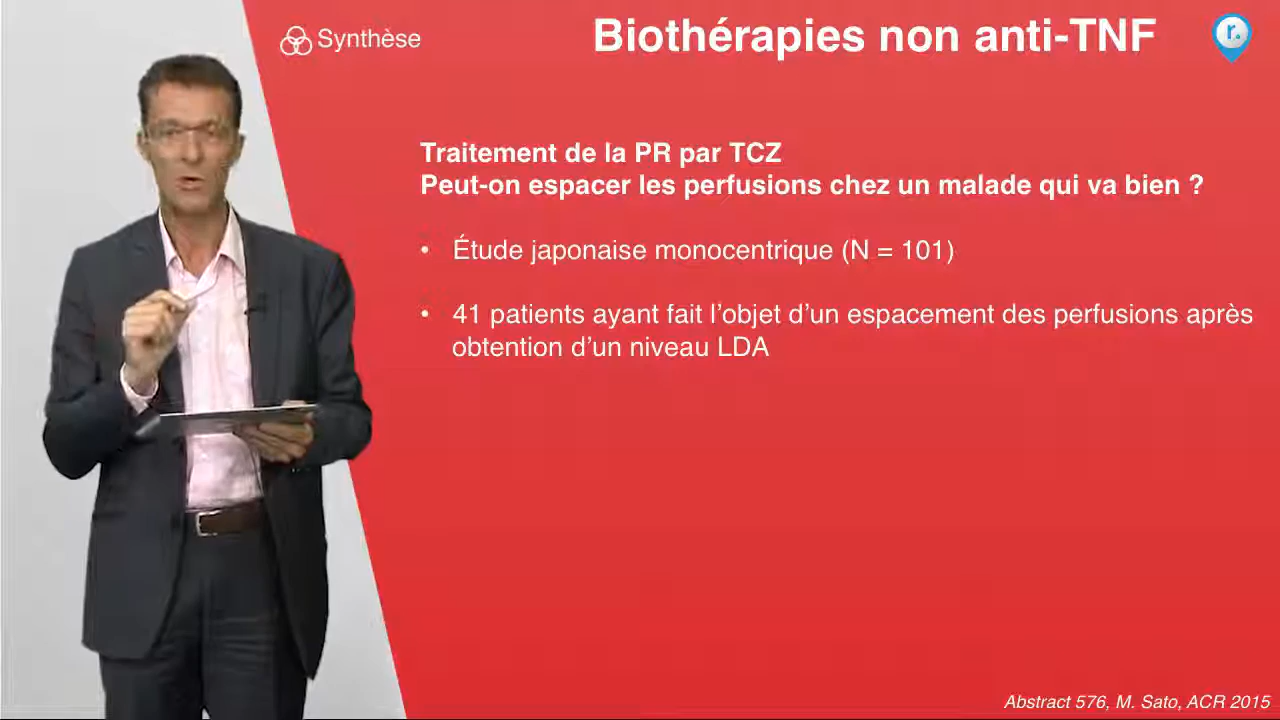 Synthèse
Biothérapies non anti-TNF
r.
Traitement de la PR par TCZ
Peut-on espacer les perfusions chez un malade qui va bien ?
• Étude japonaise monocentrique (N = 101)
• 41 patients ayant fait l'objet d'un espacement des perfusions après
obtention d'un niveau LDA
Abstract 576, M. Sato, ACR 2015